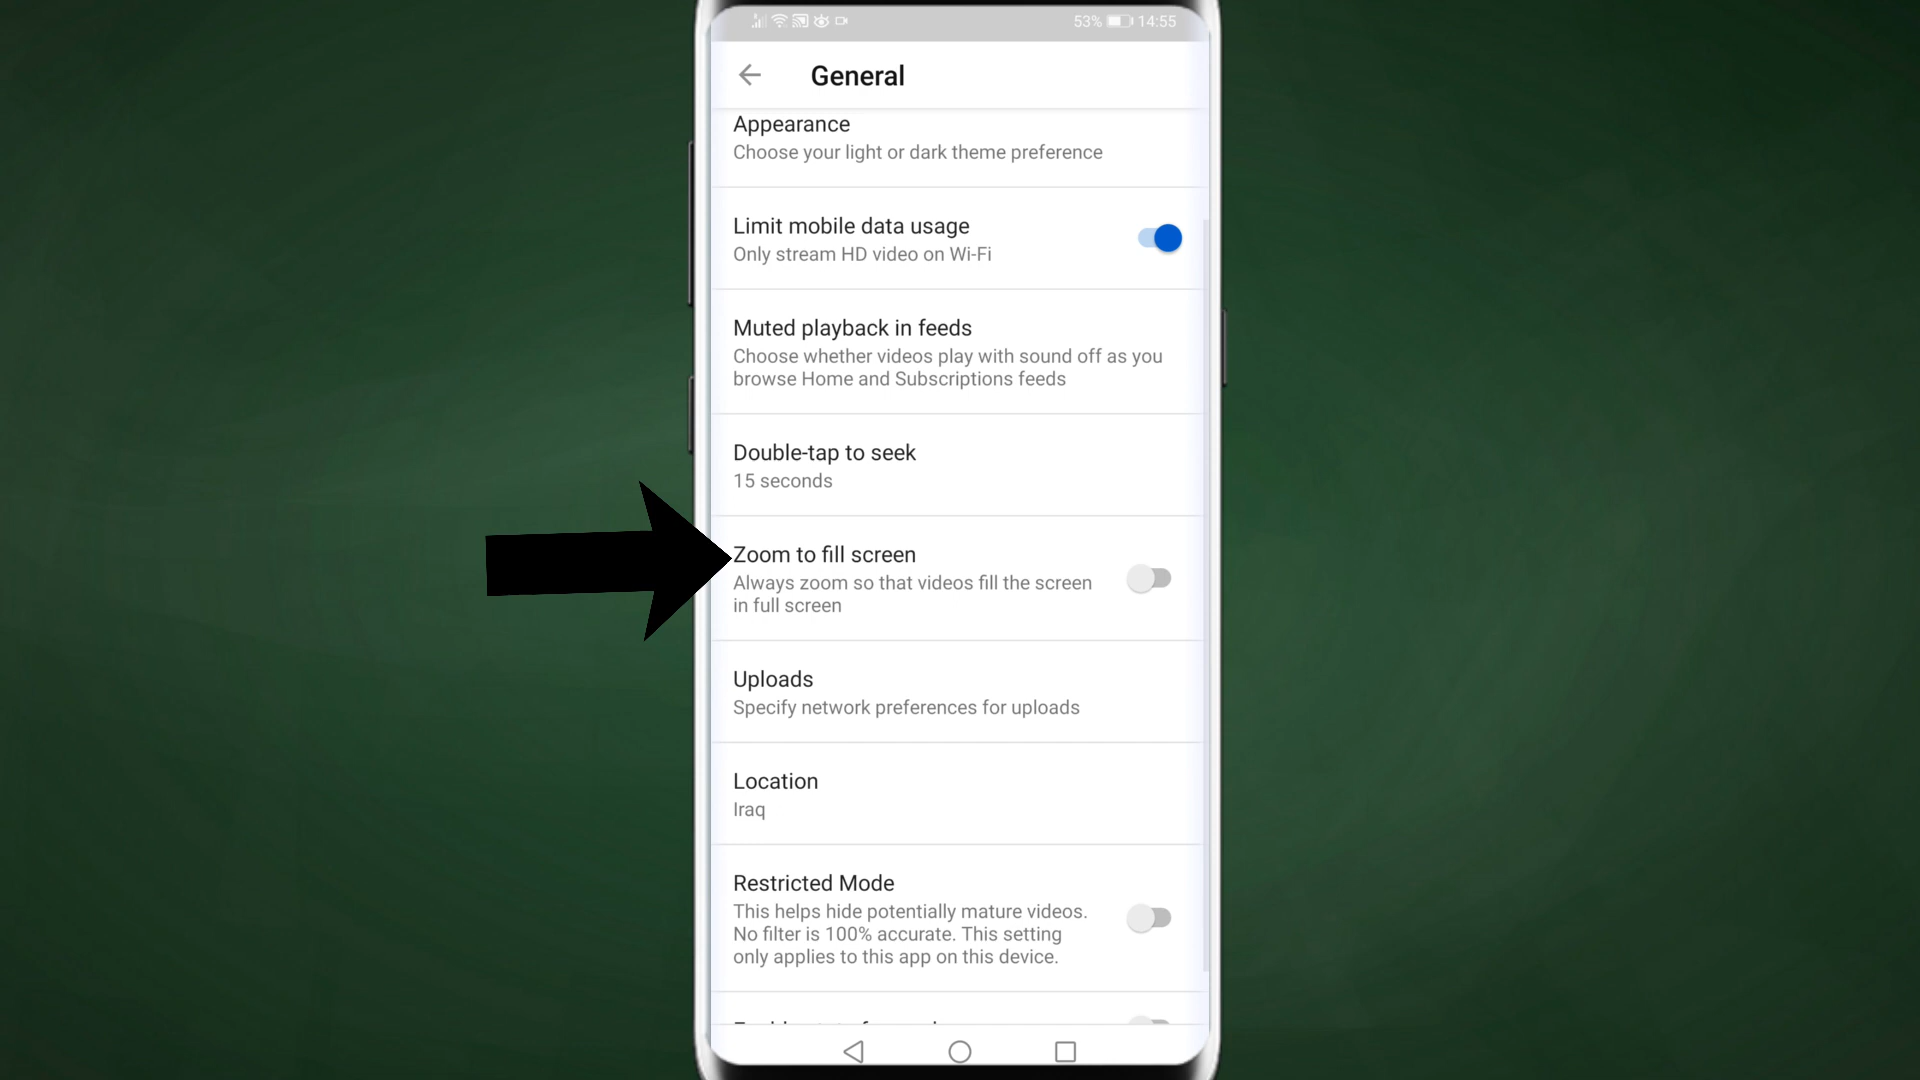 53% 14:55
General
Appearance
Choose your light or dark theme preference
Limit mobile data usage
Only stream HD video on Wi-Fi
Muted playback in feeds
Choose whether videos play with sound off as you
browse Home and Subscriptions feeds
Double-tap to seek
15 seconds
Zoom to fill screen
Always zoom so that videos fill the screen
in full screen
Uploads
Specify network preferences for uploads
Location
Iraq
Restricted Mode
This helps hide potentially mature videos.
No filter is 100% accurate. This setting
only applies to this app on this device.